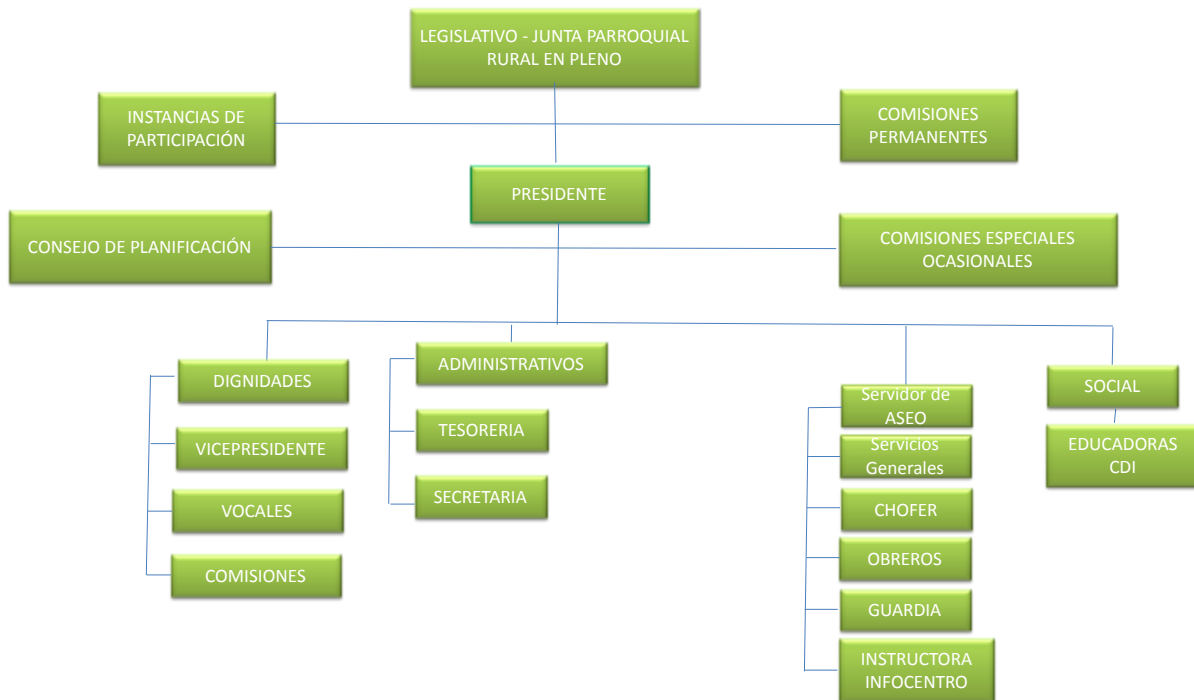 LEGISLATIVO - JUNTA PARROQUIAL
RURAL EN PLENO
INSTANCIAS DE
PARTICIPACIÓN
COMISIONES
PERMANENTES
PRESIDENTE
CONSEJO DE PLANIFICACIÓN
COMISIONES ESPECIALES
OCASIONALES
DIGNIDADES
VICEPRESIDENTE
VOCALES
COMISIONES
ADMINISTRATIVOS
TESORERIA
SECRETARIA
Servidor de
ASEO
Servicios
Generales
CHOFER
OBREROS
GUARDIA
INSTRUCTORA
INFOCENTRO
SOCIAL
EDUCADORAS
CDI